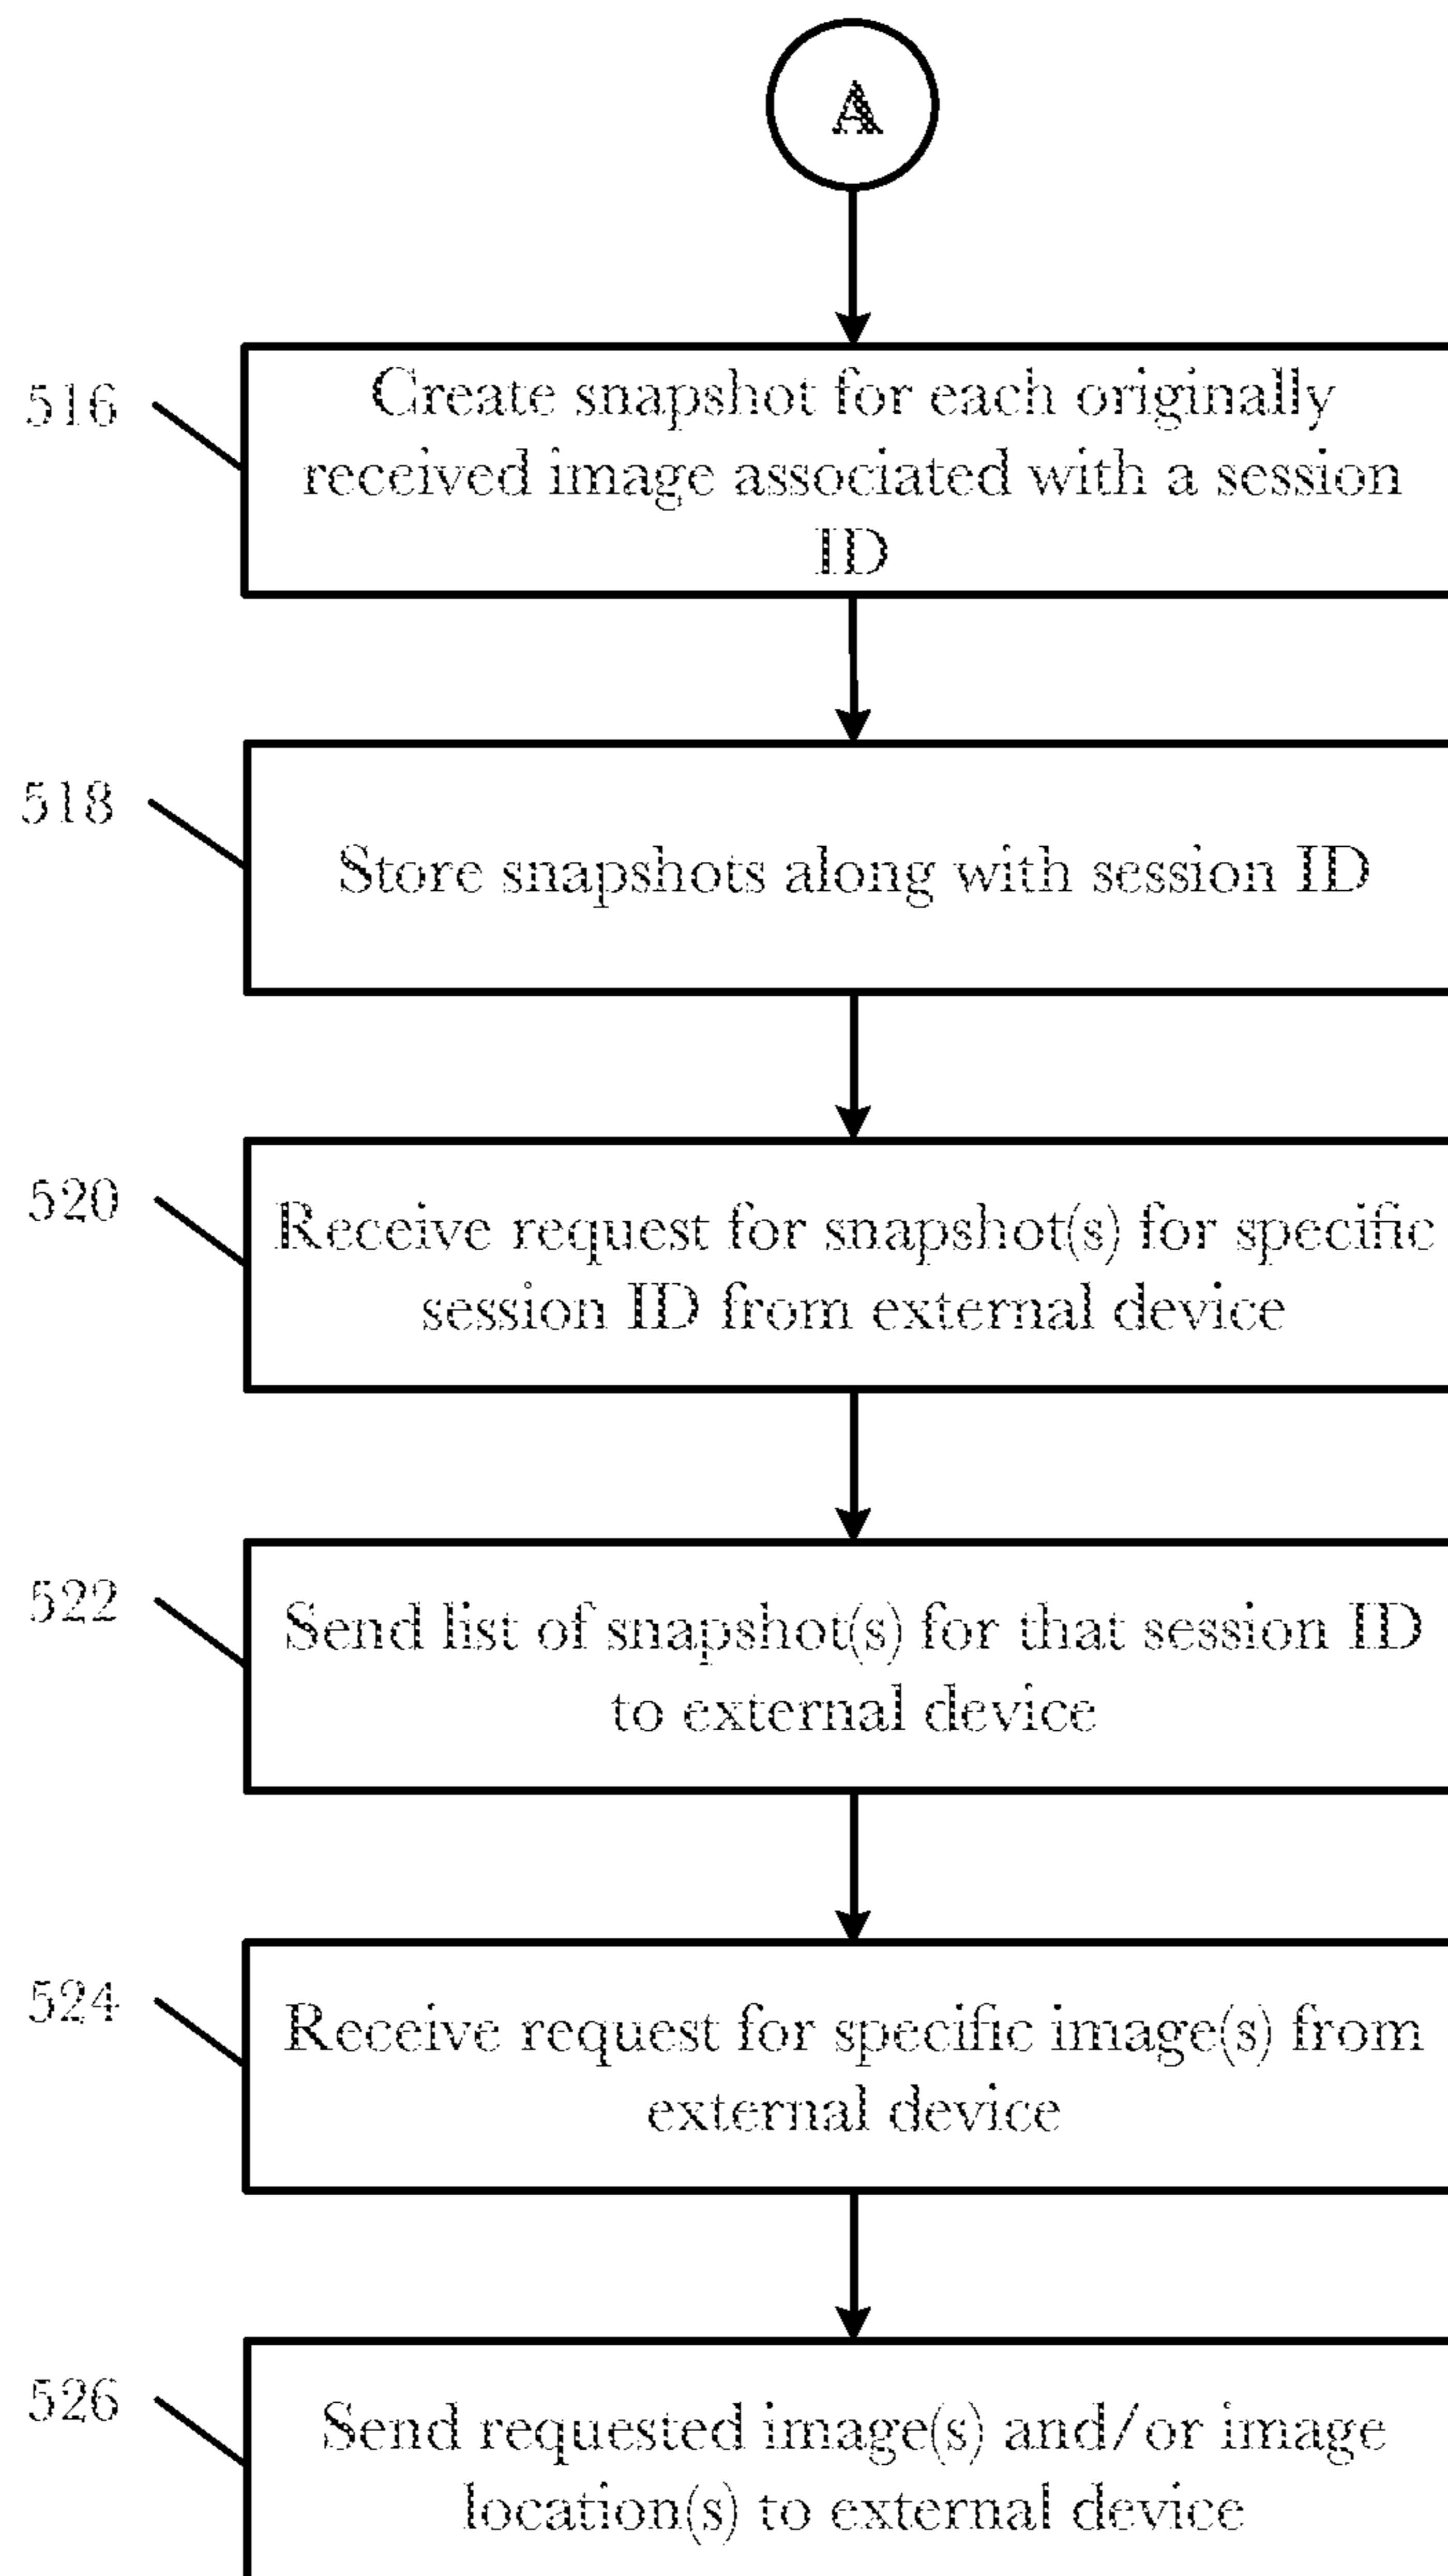 A
516
Create snapshot for each originally
received image associated with a session
ID
518
Store snapshots along with session ID
520
Receive request for snapshot(s) for specific
session ID from external device
522
Send list of snapshot(s) for that session ID
to external device
524
Receive request for specific image(s) from
external device
526
Send requested image(s) and/or image
location(s) to external device